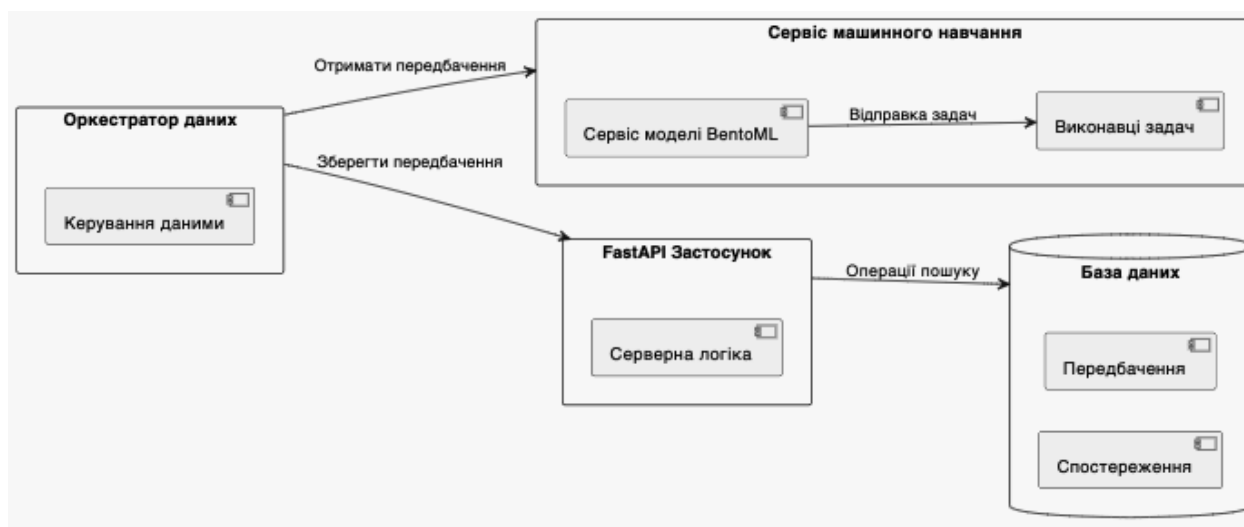 Сервіс машинного навчання
Отримати передбачення
Сервіс моделі BentoML
Відправка задач
Виконавці задач
Оркестратор даних
Керування даними
Зберегти передбачення
FastAPI Застосунок
Серверна логіка
Операції пошуку
База даних
Передбачення
Спостереження